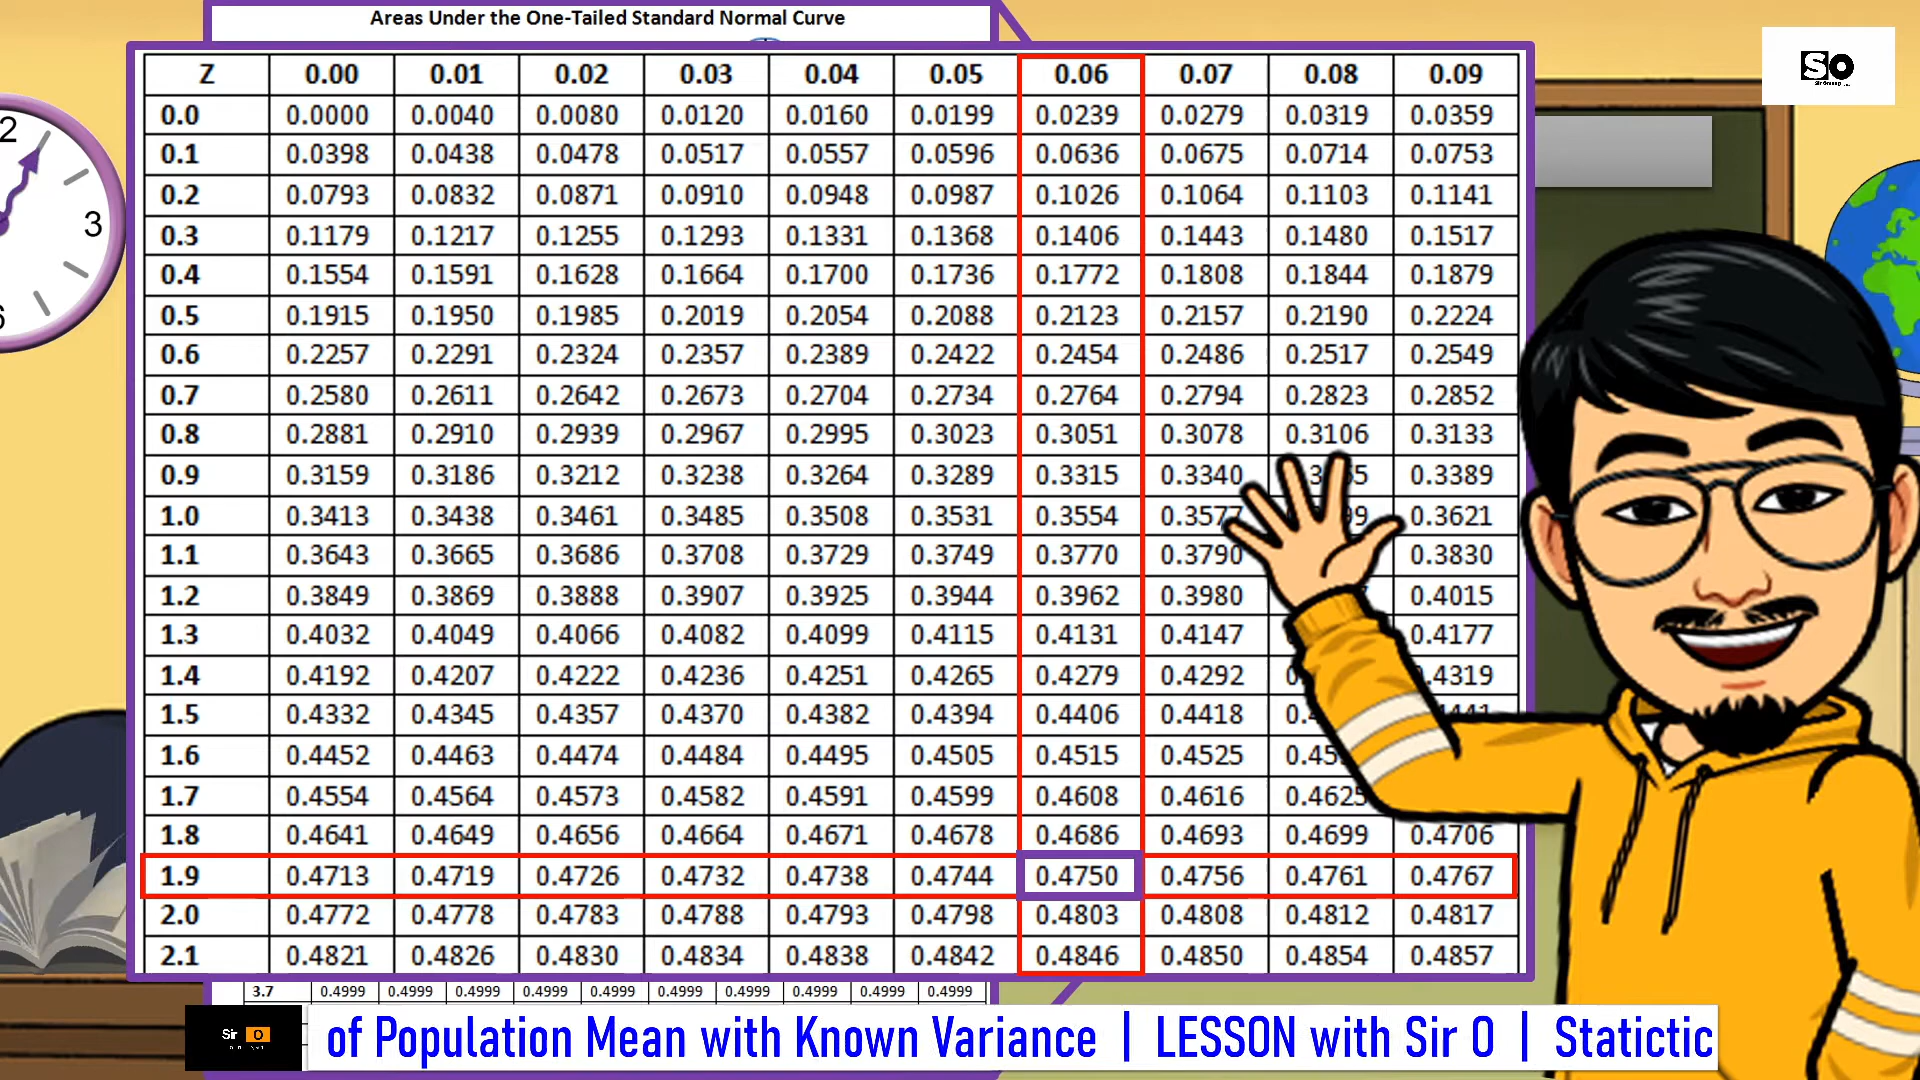 Areas Under the One-Tailed Standard Normal Curve
Z 0.00 0.01 0.02 0.03 0.04 0.05 0.06 0.07 0.08 0.09
0.0 0.0000 0.0040 0.0080 0.0120 0.0160 0.0199 0.0239 0.0279 0.0319 0.0359
0.1 0.0398 0.0438 0.0478 0.0517 0.0557 0.0596 0.0636 0.0675 0.0714 0.0753
0.2 0.0793 0.0832 0.0871 0.0910 0.0948 0.0987 0.1026 0.1064 0.1103 0.1141
0.3 0.1179 0.1217 0.1255 0.1293 0.1331 0.1368 0.1406 0.1443 0.1480 0.1517
0.4 0.1554 0.1591 0.1628 0.1664 0.1700 0.1736 0.1772 0.1808 0.1844 0.1879
0.5 0.1915 0.1950 0.1985 0.2019 0.2054 0.2088 0.2123 0.2157 0.2190 0.2224
0.6 0.2257 0.2291 0.2324 0.2357 0.2389 0.2422 0.2454 0.2486 0.2517 0.2549
0.7 0.2580 0.2611 0.2642 0.2673 0.2704 0.2734 0.2764 0.2794 0.2823 0.2852
0.8 0.2881 0.2910 0.2939 0.2967 0.2995 0.3023 0.3051 0.3078 0.3106 0.3133
0.9 0.3159 0.3186 0.3212 0.3238 0.3264 0.3289 0.3315 0.3340 0.3389
1.0 0.3413 0.3438 0.3461 0.3485 0.3508 0.3531 0.3554 0.3577 0.3621
1.1 0.3643 0.3665 0.3686 0.3708 0.3729 0.3749 0.3770 0.3790 0.3830
1.2 0.3849 0.3869 0.3888 0.3907 0.3925 0.3944 0.3962 0.3980 0.4015
1.3 0.4032 0.4049 0.4066 0.4082 0.4099 0.4115 0.4131 0.4147 0.4177
1.4 0.4192 0.4207 0.4222 0.4236 0.4251 0.4265 0.4279 0.4292 .4319
1.5 0.4332 0.4345 0.4357 0.4370 0.4382 0.4394 0.4406 0.4418
1.6 0.4452 0.4463 0.4474 0.4484 0.4495 0.4505 0.4515 0.4525
1.7 0.4554 0.4564 0.4573 0.4582 0.4591 0.4599 0.4608 0.4616 0.4625
1.8 0.4641 0.4649 0.4656 0.4664 0.4671 0.4678 0.4686 0.4693 0.4699 0.4706
1.9 0.4713 0.4719 0.4726 0.4732 0.4738 0.4744 0.4750 0.4756 0.4761 0.4767
2.0 0.4772 0.4778 0.4783 0.4788 0.4793 0.4798 0.4803 0.4808 0.4812 0.4817
2.1 0.4821 0.4826 0.4830 0.4834 0.4838 0.4842 0.4846 0.4850 0.4854 0.4857
3.7 0.4999 0.4999 0.4999 0.4999 0.4999 0.4999 0.4999 0.4999 0.4999 0.4999
2
3
6
SO
Sir O
of Population Mean with Known Variance | LESSON with Sir O | Statictic